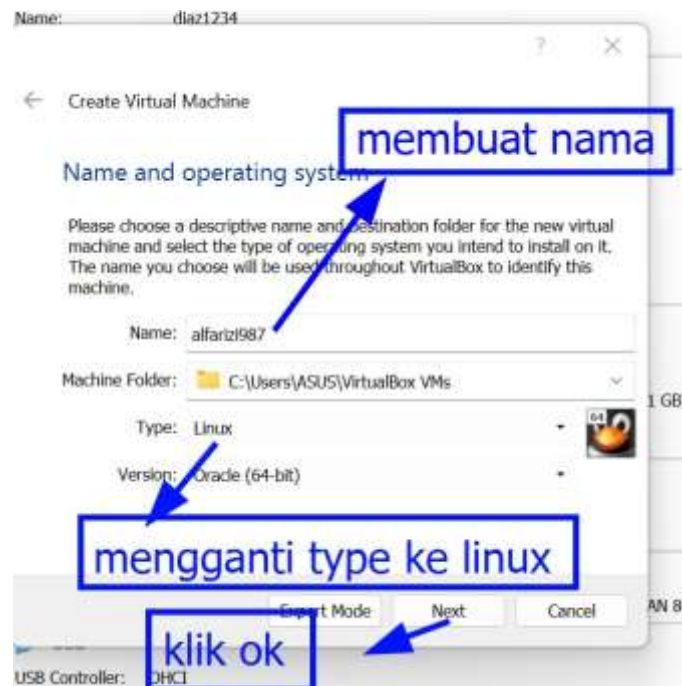 Name: diaz1234
Create Virtual Machine
membuat nama
Name and operating system
Please choose a descriptive name and destination folder for the new virtual
machine and select the type of operating system you intend to install on it.
The name you choose will be used throughout VirtualBox to identify this
machine.
Name: alfarizi987
Machine Folder: C:\Users\ASUS\VirtualBox VMs
1 GB
Type: Linux
64
Version: Oracle (64-bit)
mengganti type ke linux
Expert Mode Next Cancel
AN 8
klik ok
USB Controller: OHCI